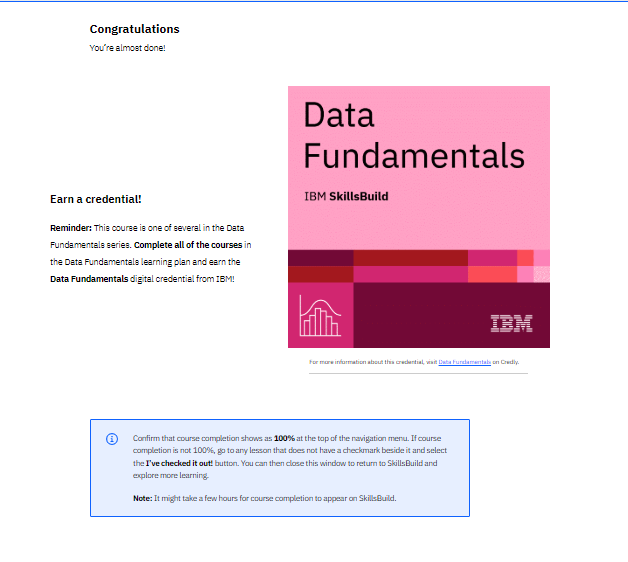 Congratulations
You're almost done!
Data
Fundamentals
IBM SkillsBuild
Earn a credential!
Reminder: This course is one of several in the Data
Fundamentals series. Complete all of the courses in
the Data Fundamentals learning plan and earn the
Data Fundamentals digital credential from IBM!
IBM
For more information about this credential, visit Data Fundamentals on Credly.
Confirm that course completion shows as 100% at the top of the navigation menu. If course
completion is not 100%, go to any lesson that does not have a checkmark beside it and select
the I've checked it out! button. You can then close this window to return to SkillsBuild and
explore more learning.
Note: It might take a few hours for course completion to appear on SkillsBuild.